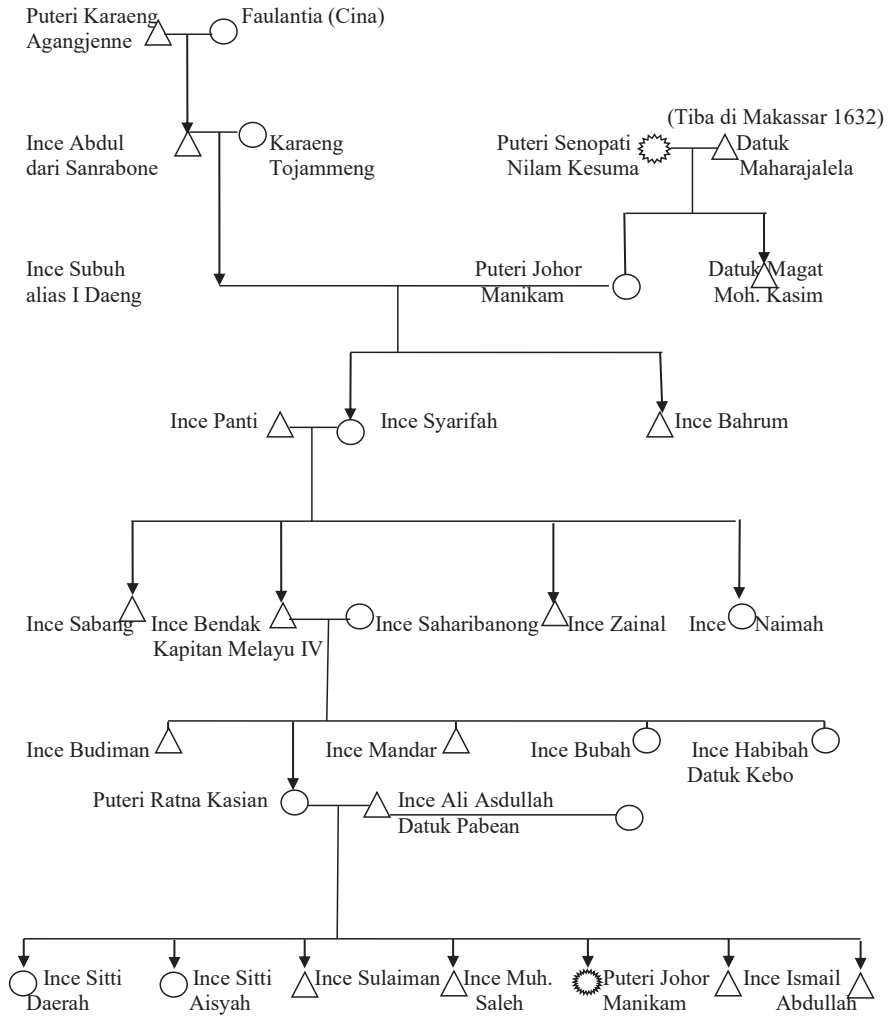 Puteri Karaeng
Agangjenne
Faulantia (Cina)
(Tiba di Makassar 1632)
Ince Abdul
dari Sanrabone
Karaeng
Tojammeng
Puteri Senopati
Nilam Kesuma
Datuk
Maharajalela
Ince Subuh
alias I Daeng
Puteri Johor
Manikam
Datuk Magat
Moh. Kasim
Ince Panti
Ince Syarifah
Ince Bahrum
Ince Sabang
Ince Bendak
Kapitan Melayu IV
Ince Saharibanong
Ince Zainal
Ince Naimah
Ince Budiman
Ince Mandar
Ince Bubah
Ince Habibah
Datuk Kebo
Puteri Ratna Kasian
Ince Ali Asdullah
Datuk Pabean
Ince Sitti
Daerah
Ince Sitti
Aisyah
Ince Sulaiman
Ince Muh.
Saleh
Puteri Johor
Manikam
Ince Ismail
Abdullah